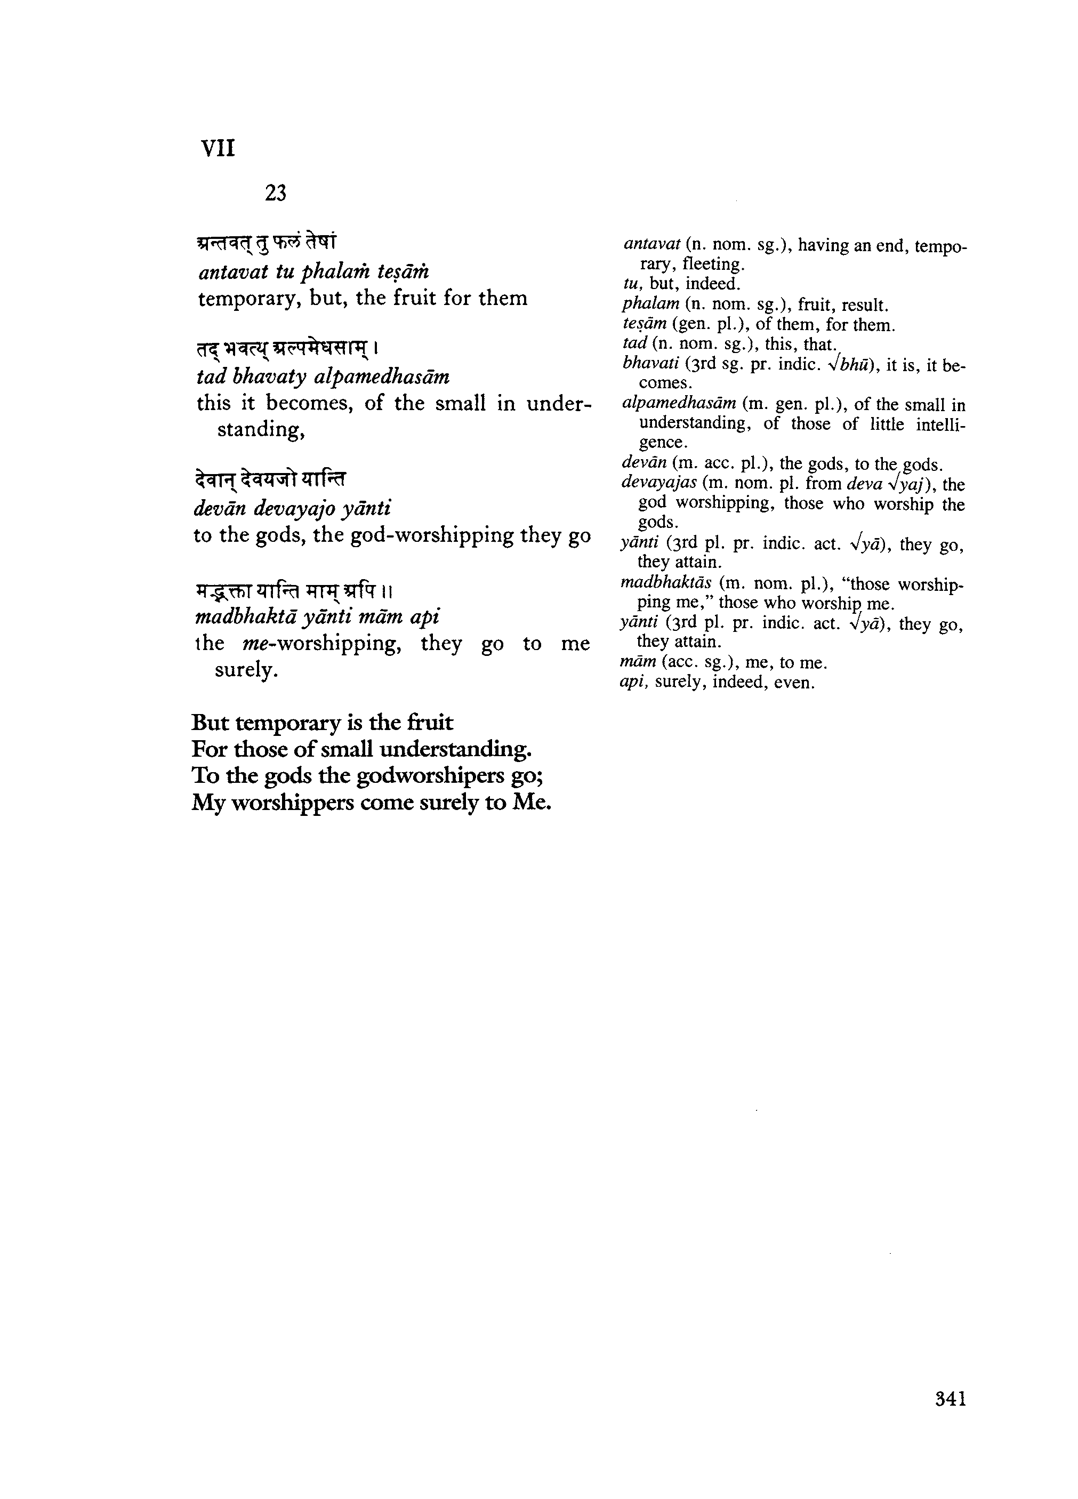 VII
23
अन्तवत् तु फलं तेषां
antavat tu phalaṁ teṣāṁ
temporary, but, the fruit for them
तद् भवत्य् अल्पमेधसाम् ।
tad bhavaty alpamedhasām
this it becomes, of the small in under-
standing,
देवान् देवयजो यान्ति
devān devayajo yānti
to the gods, the god-worshipping they go
मद्भक्ता यान्ति माम् अपि ॥
madbhaktā yānti mām api
the me-worshipping, they go to me
surely.
But temporary is the fruit
For those of small understanding.
To the gods the godworshipers go;
My worshippers come surely to Me.
antavat (n. nom. sg.), having an end, tempo-
rary, fleeting.
tu, but, indeed.
phalam (n. nom. sg.), fruit, result.
teṣām (gen. pl.), of them, for them.
tad (n. nom. sg.), this, that.
bhavati (3rd sg. pr. indic. √bhū), it is, it be-
comes.
alpamedhasām (m. gen. pl.), of the small in
understanding, of those of little intelli-
gence.
devān (m. acc. pl.), the gods, to the gods.
devayajas (m. nom. pl. from deva √yaj), the
god worshipping, those who worship the
gods.
yānti (3rd pl. pr. indic. act. √yā), they go,
they attain.
madbhaktās (m. nom. pl.), “those worship-
ping me,” those who worship me.
yānti (3rd pl. pr. indic. act. √yā), they go,
they attain.
mām (acc. sg.), me, to me.
api, surely, indeed, even.
341